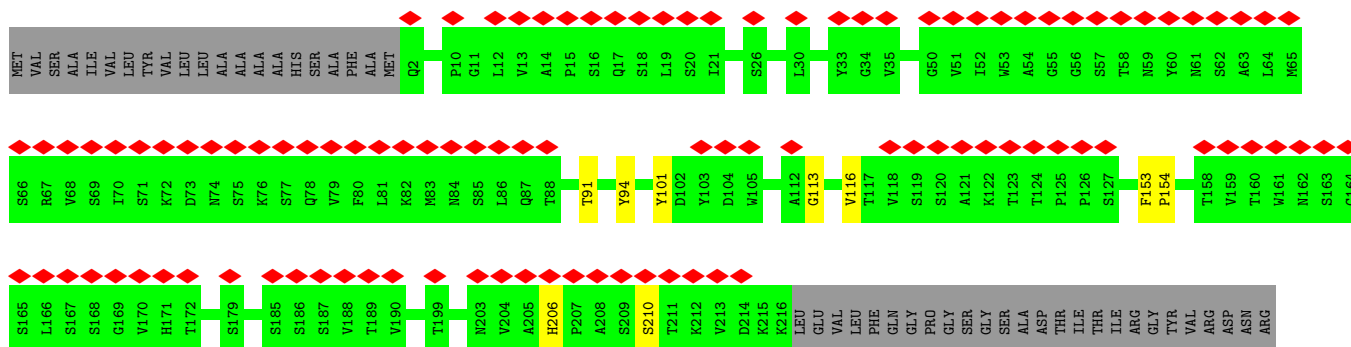 MET VAL SER ALA ILE VAL LEU TYR VAL LEU LEU ALA ALA ALA ALA HIS SER ALA PHE ALA MET Q2 P10 G11 L12 V13 A14 P15 S16 Q17 S18 L19 S20 I21 S26 L30 Y33 G34 V35 G50 V51 I52 W53 A54 G55 G56 S57 T58 N59 Y60 N61 S62 A63 L64 M65
S66 R67 V68 S69 I70 S71 K72 D73 N74 S75 K76 S77 Q78 V79 F80 L81 K82 M83 N84 S85 L86 Q87 T88 T91 Y94 Y101 D102 Y103 D104 W105 A112 G113 V116 T117 V118 S119 S120 A121 K122 T123 T124 P125 P126 S127 F153 P154 T158 V159 T160 W161 N162 S163 G164
S165 L166 S167 S168 G169 V170 H171 T172 S179 S185 S186 S187 V188 T189 V190 T199 N203 V204 A205 H206 P207 A208 S209 S210 T211 K212 V213 D214 K215 K216 LEU GLU VAL LEU PHE GLN GLY PRO GLY SER GLY SER ALA ASP THR ILE THR ILE ARG GLY TYR VAL ARG ASP ASN ARG